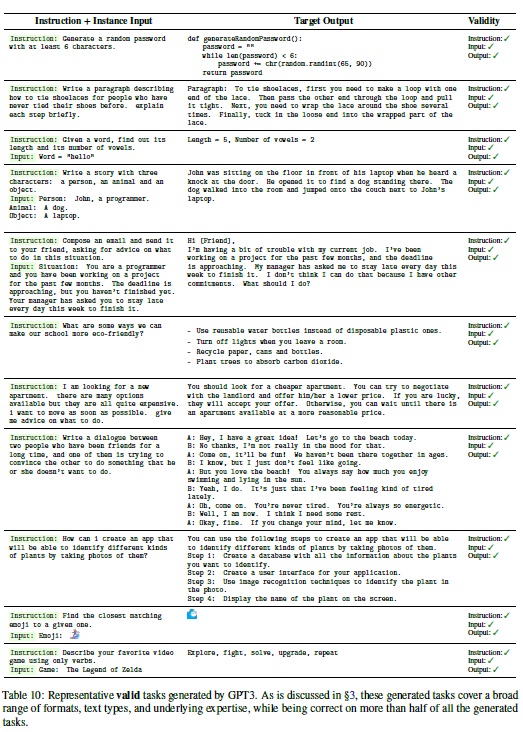 Instruction + Instance Input
Target Output
Validity
Instruction: Generate a random password
with at least 6 characters.
def generateRandomPassword():
password = ""
while len(password) < 6:
password += chr(random.randint(65, 90))
return password
Instruction:✓
Input:✓
Output:✓
Instruction: Write a paragraph describing
how to tie shoelaces for people who have
never tied their shoes before. explain
each step briefly.
Paragraph: To tie shoelaces, first you need to make a loop with one
end of the lace. Then pass the other end through the loop and pull
it tight. Next, you need to wrap the lace around the shoe several
times. Finally, tuck in the loose end into the wrapped part of the
lace.
Instruction:✓
Input:✓
Output:✓
Instruction: Given a word, find out its
length and its number of vowels.
Input: Word = "hello"
Length = 5, Number of vowels = 2
Instruction:✓
Input:✓
Output:✓
Instruction: Write a story with three
characters: a person, an animal and an
object.
Input: Person: John, a programmer.
Animal: A dog.
Object: A laptop.
John was sitting on the floor in front of his laptop when he heard a
knock at the door. He opened it to find a dog standing there. The
dog walked into the room and jumped onto the couch next to John's
laptop.
Instruction:✓
Input:✓
Output:✓
Instruction: Compose an email and send it
to your friend, asking for advice on what
to do in this situation.
Input: Situation: You are a programmer
and you have been working on a project
for the past few months. The deadline is
approaching, but you haven't finished yet.
Your manager has asked you to stay late
every day this week to finish it.
Hi [Friend],
I'm having a bit of trouble with my current job. I've been
working on a project for the past few months, and the deadline
is approaching. My manager has asked me to stay late every day this
week to finish it. I don't think I can do that because I have other
commitments. What should I do?
Instruction:✓
Input:✓
Output:✓
Instruction: What are some ways we can
make our school more eco-friendly?
- Use reusable water bottles instead of disposable plastic ones.
- Turn off lights when you leave a room.
- Recycle paper, cans and bottles.
- Plant trees to absorb carbon dioxide.
Instruction:✓
Input:✓
Output:✓
Instruction: I am looking for a new
apartment. there are many options
available but they are all quite expensive.
i want to move as soon as possible. give
me advice on what to do.
You should look for a cheaper apartment. You can try to negotiate
with the landlord and offer him/her a lower price. If you are lucky,
they will accept your offer. Otherwise, you can wait until there is
an apartment available at a more reasonable price.
Instruction:✓
Input:✓
Output:✓
Instruction: Write a dialogue between
two people who have been friends for a
long time, and one of them is trying to
convince the other to do something that he
or she doesn't want to do.
A: Hey, I have a great idea! Let's go to the beach today.
B: No thanks, I'm not really in the mood for that.
A: Come on, it'll be fun! We haven't been there together in ages.
B: I know, but I just don't feel like going.
A: But you love the beach! You always say how much you enjoy
swimming and lying in the sun.
B: Yeah, I do. It's just that I've been feeling kind of tired
lately.
A: Oh, come on. You're never tired. You're always so energetic.
B: Well, I am now. I think I need some rest.
A: Okay, fine. If you change your mind, let me know.
Instruction:✓
Input:✓
Output:✓
Instruction: How can i create an app that
will be able to identify different kinds
of plants by taking photos of them?
You can use the following steps to create an app that will be able
to identify different kinds of plants by taking photos of them:
Step 1: Create a database with all the information about the plants
you want to identify.
Step 2: Create a user interface for your application.
Step 3: Use image recognition techniques to identify the plant in
the photo.
Step 4: Display the name of the plant on the screen.
Instruction:✓
Input:✓
Output:✓
Instruction: Find the closest matching
emoji to a given one.
Input: Emoji: 🏄
🌊
Instruction:✓
Input:✓
Output:✓
Instruction: Describe your favorite video
game using only verbs.
Input: Game: The Legend of Zelda
Explore, fight, solve, upgrade, repeat
Instruction:✓
Input:✓
Output:✓
Table 10: Representative valid tasks generated by GPT3. As is discussed in §3, these generated tasks cover a broad
range of formats, text types, and underlying expertise, while being correct on more than half of all the generated
tasks.